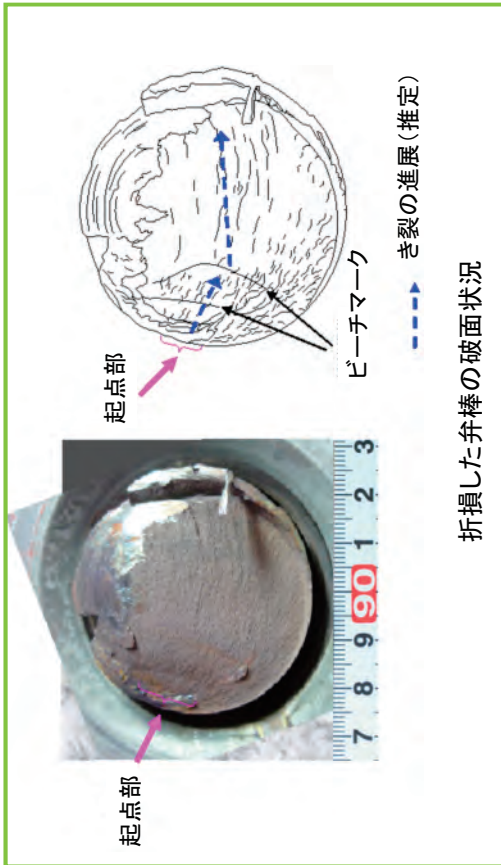 起点部
起点部
ビーチマーク
き裂の進展(推定)
7 8 9 90 1 2 3
折損した弁棒の破面状況